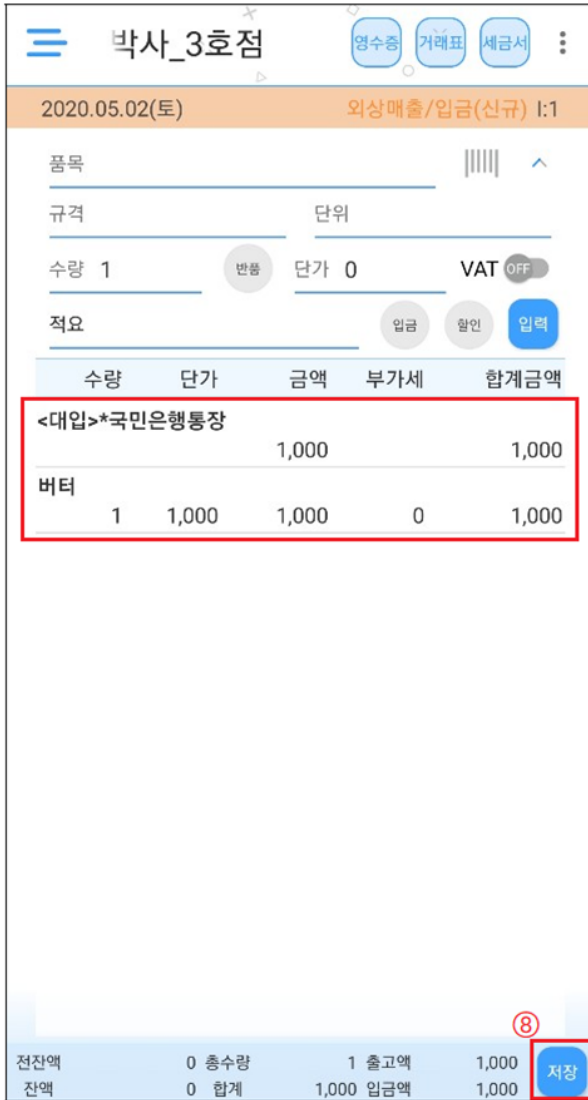 박사_3호점 영수증 거래표 세금서
2020.05.02(토) 외상매출/입금(신규) I:1
품목
규격 단위
수량 1 반품 단가 0 VAT OFF
적요 입금 할인 입력
수량 단가 금액 부가세 합계금액
<대입>*국민은행통장
1,000 1,000
버터
1 1,000 1,000 0 1,000
⑧
전잔액 0 총수량 1 출고액 1,000 저장
잔액 0 합계 1,000 입금액 1,000